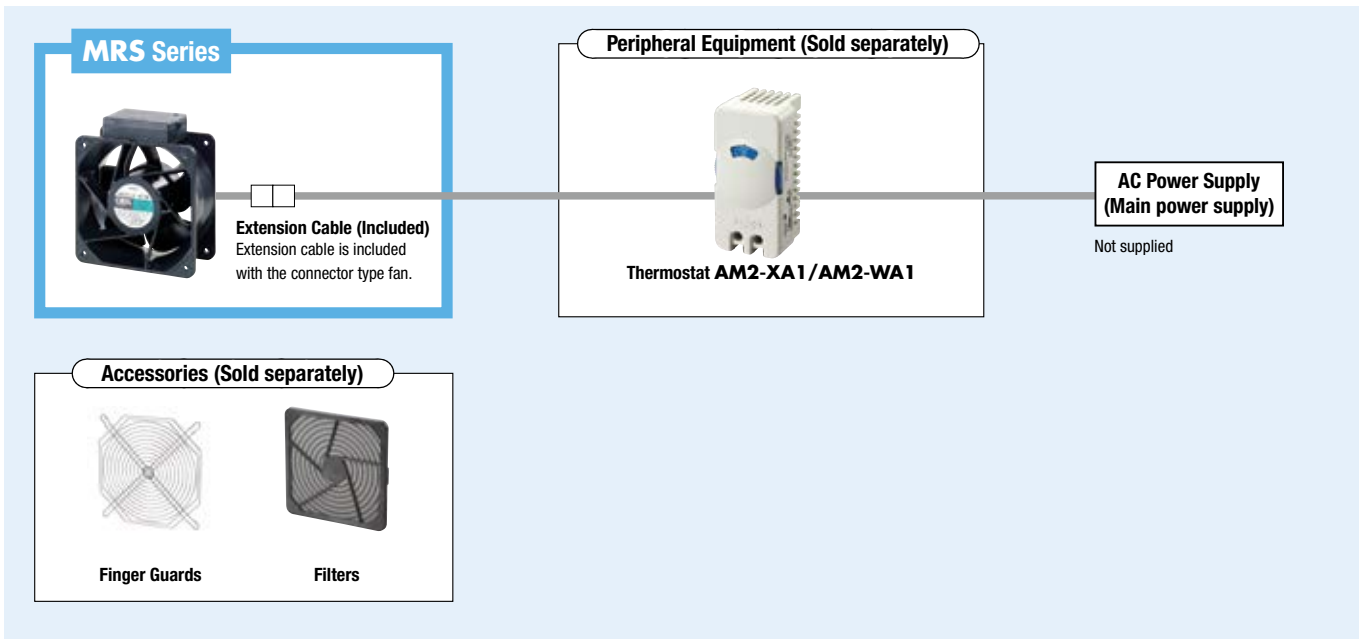 MRS Series
Peripheral Equipment (Sold separately)
AC Power Supply
(Main power supply)
Not supplied
Extension Cable (Included)
Extension cable is included
with the connector type fan.
Thermostat AM2-XA1/AM2-WA1
Accessories (Sold separately)
Finger Guards
Filters